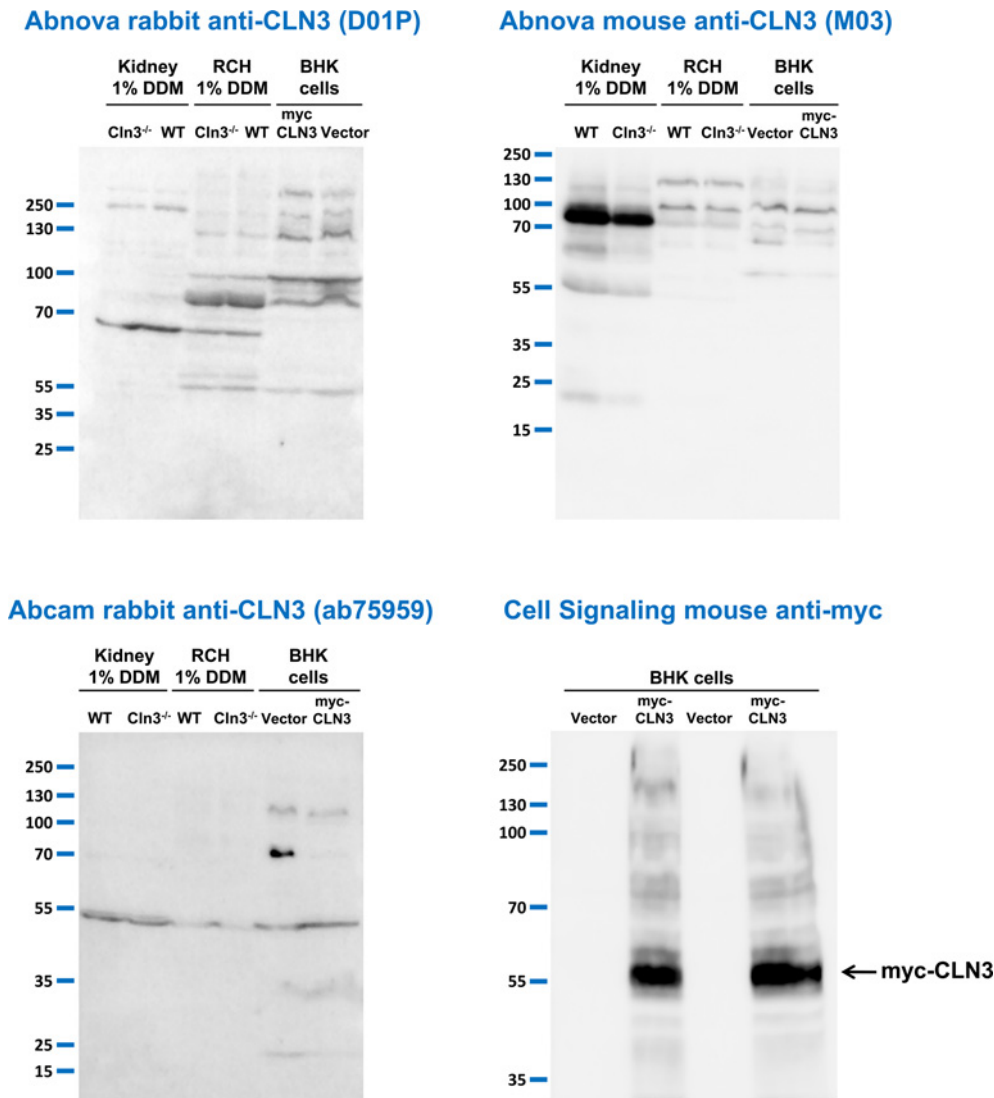 Abnova rabbit anti-CLN3 (D01P)
Kidney RCH BHK
1% DDM 1% DDM cells
Cln3-/- WT Cln3-/- WT myc CLN3 Vector
250
130
100
70
55
35
25
Abnova mouse anti-CLN3 (M03)
Kidney RCH BHK
1% DDM 1% DDM cells
WT Cln3-/- WT Cln3-/- Vector myc-CLN3
250
130
100
70
55
35
25
15
Abcam rabbit anti-CLN3 (ab75959)
Kidney RCH BHK
1% DDM 1% DDM cells
WT Cln3-/- WT Cln3-/- Vector myc-CLN3
250
130
100
70
55
35
25
15
Cell Signaling mouse anti-myc
BHK cells
Vector myc-CLN3 Vector myc-CLN3
250
130
100
70
55
35
←myc-CLN3